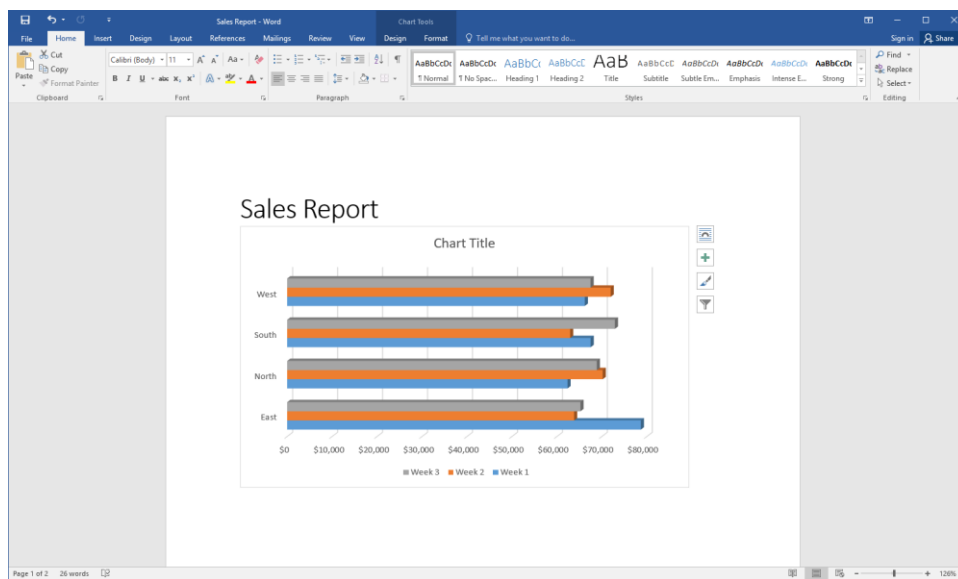 Sales Report - Word
Chart Tools
File Home Insert Design Layout References Mailings Review View Design Format Tell me what you want to do... Sign in Share
Paste
Cut
Copy
Format Painter
Calibri (Body) 11
AaBbCcDc AaBbCcDc AaBbCc AaBbCcC AaB AaBbCcC AaBbCcDc AaBbCcDc AaBbCcDc AaBbCcDc
¶ Normal ¶ No Spac... Heading 1 Heading 2 Title Subtitle Subtle Em... Emphasis Intense E... Strong
Find
Replace
Select
Clipboard Font Paragraph Styles Editing
Sales Report
Chart Title
West
South
North
East
$0 $10,000 $20,000 $30,000 $40,000 $50,000 $60,000 $70,000 $80,000
Week 3 Week 2 Week 1
Page 1 of 2 26 words 126%